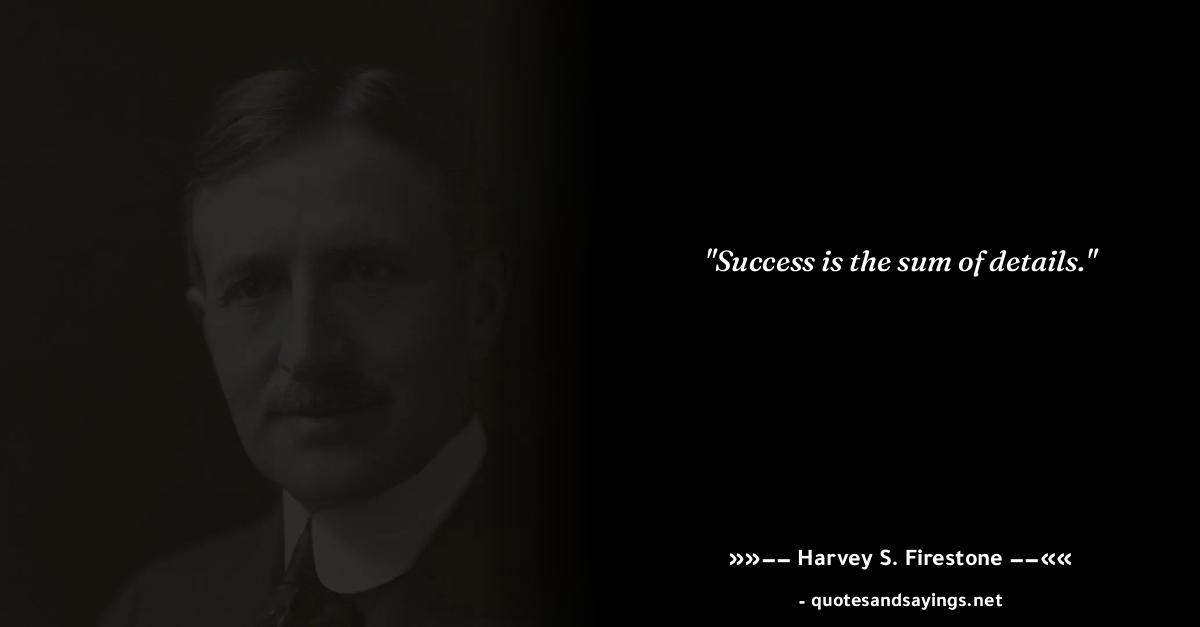 "Success is the sum of details."
»»−− Harvey S. Firestone −−««
- quotesandsayings.net